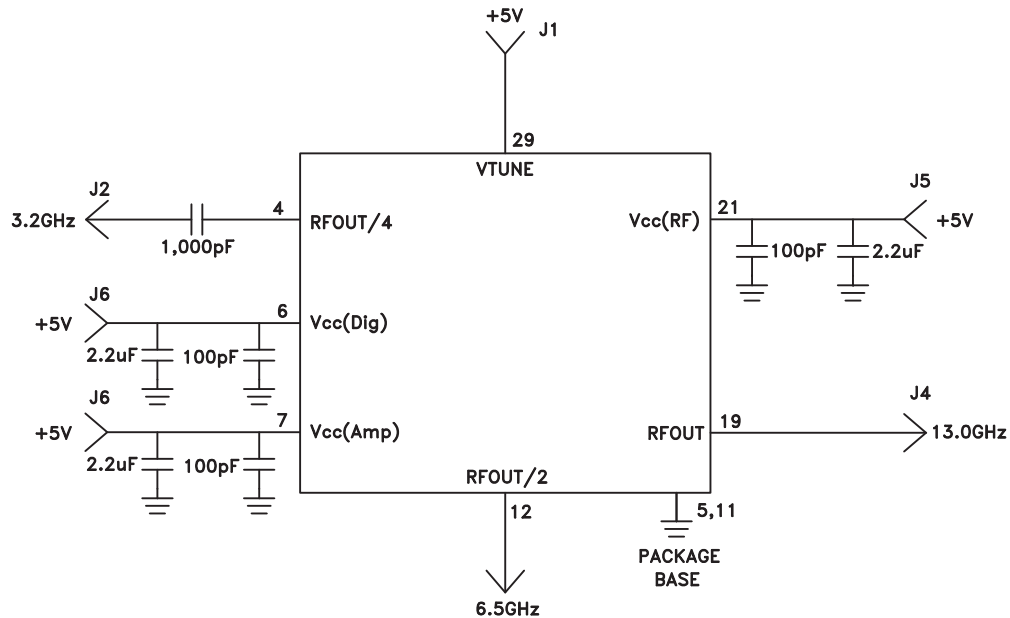 +5V
J1
29
VTUNE
J2
3.2GHz
1,000pF
4
RFOUT/4
Vcc(RF)
21
J5
+5V
100pF
2.2uF
J6
+5V
6
Vcc(Dig)
2.2uF
100pF
J6
+5V
7
Vcc(Amp)
2.2uF
100pF
RFOUT
19
J4
13.0GHz
RFOUT/2
12
5,11
PACKAGE
BASE
6.5GHz